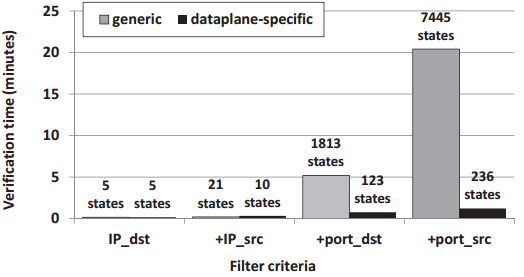 25
20
15
10
5
0
Verification time (minutes)
generic
dataplane-specific
5
states
5
states
21
states
10
states
1813
states
123
states
7445
states
236
states
IP_dst
+IP_src
+port_dst
+port_src
Filter criteria